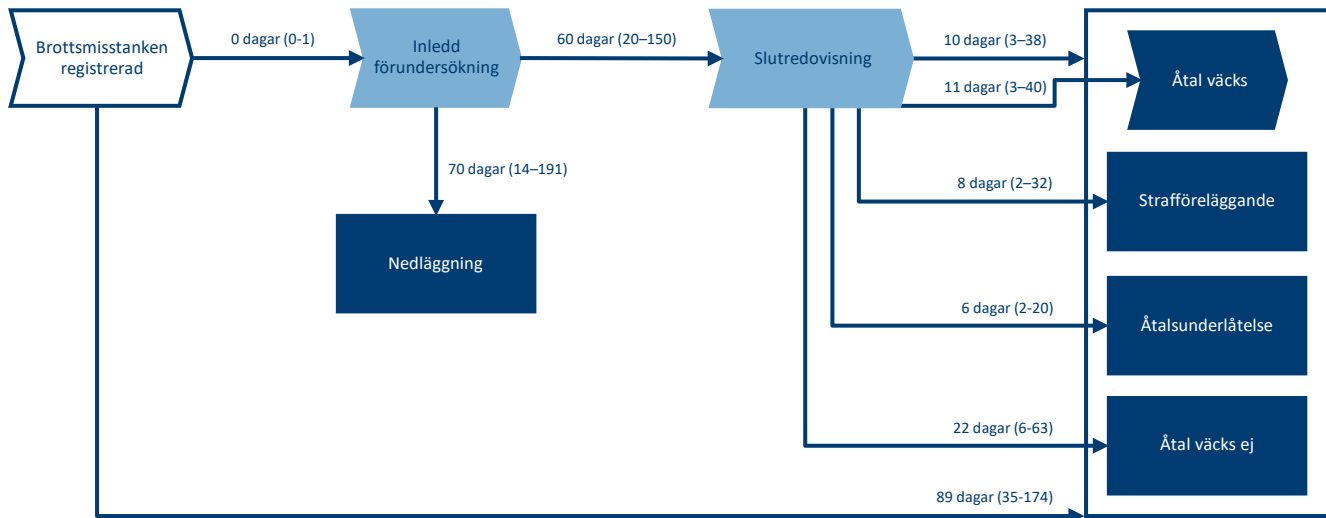 Brottsmisstanken
registrerad
0 dagar (0-1)
Inledd
förundersökning
60 dagar (20–150)
Slutredovisning
10 dagar (3–38)
11 dagar (3–40)
Åtal väcks
70 dagar (14–191)
Nedläggning
8 dagar (2–32)
Strafföreläggande
6 dagar (2-20)
Åtalsunderlåtelse
22 dagar (6-63)
Åtal väcks ej
89 dagar (35-174)